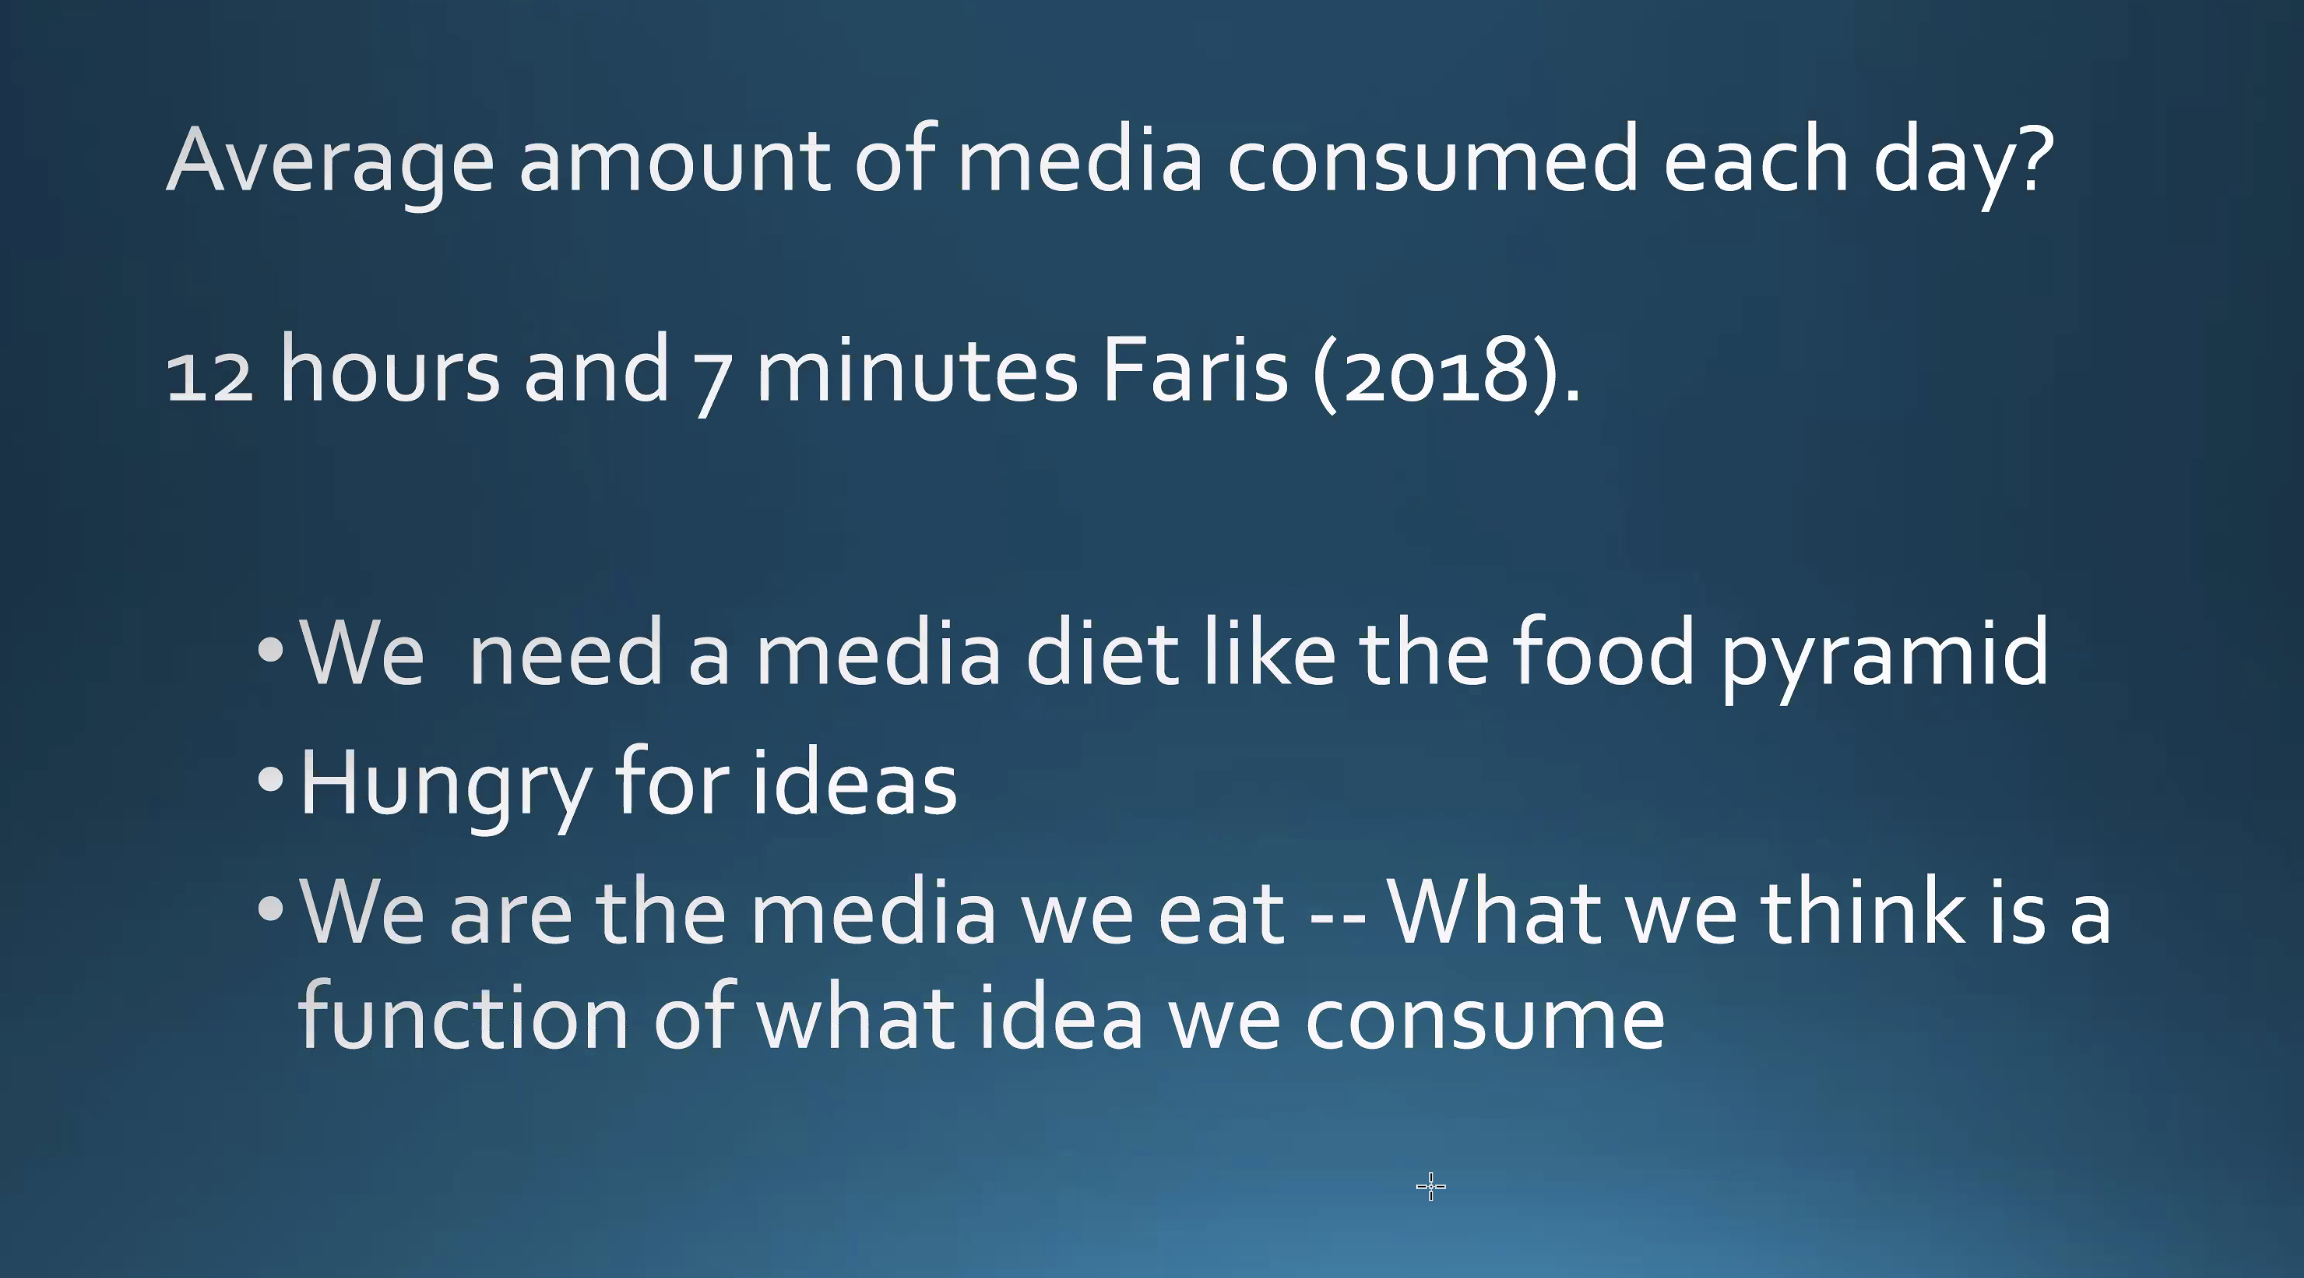 Average amount of media consumed each day?
12 hours and 7 minutes Faris (2018).
•We  need a media diet like the food pyramid
•Hungry for ideas
•We are the media we eat -- What we think is a
function of what idea we consume